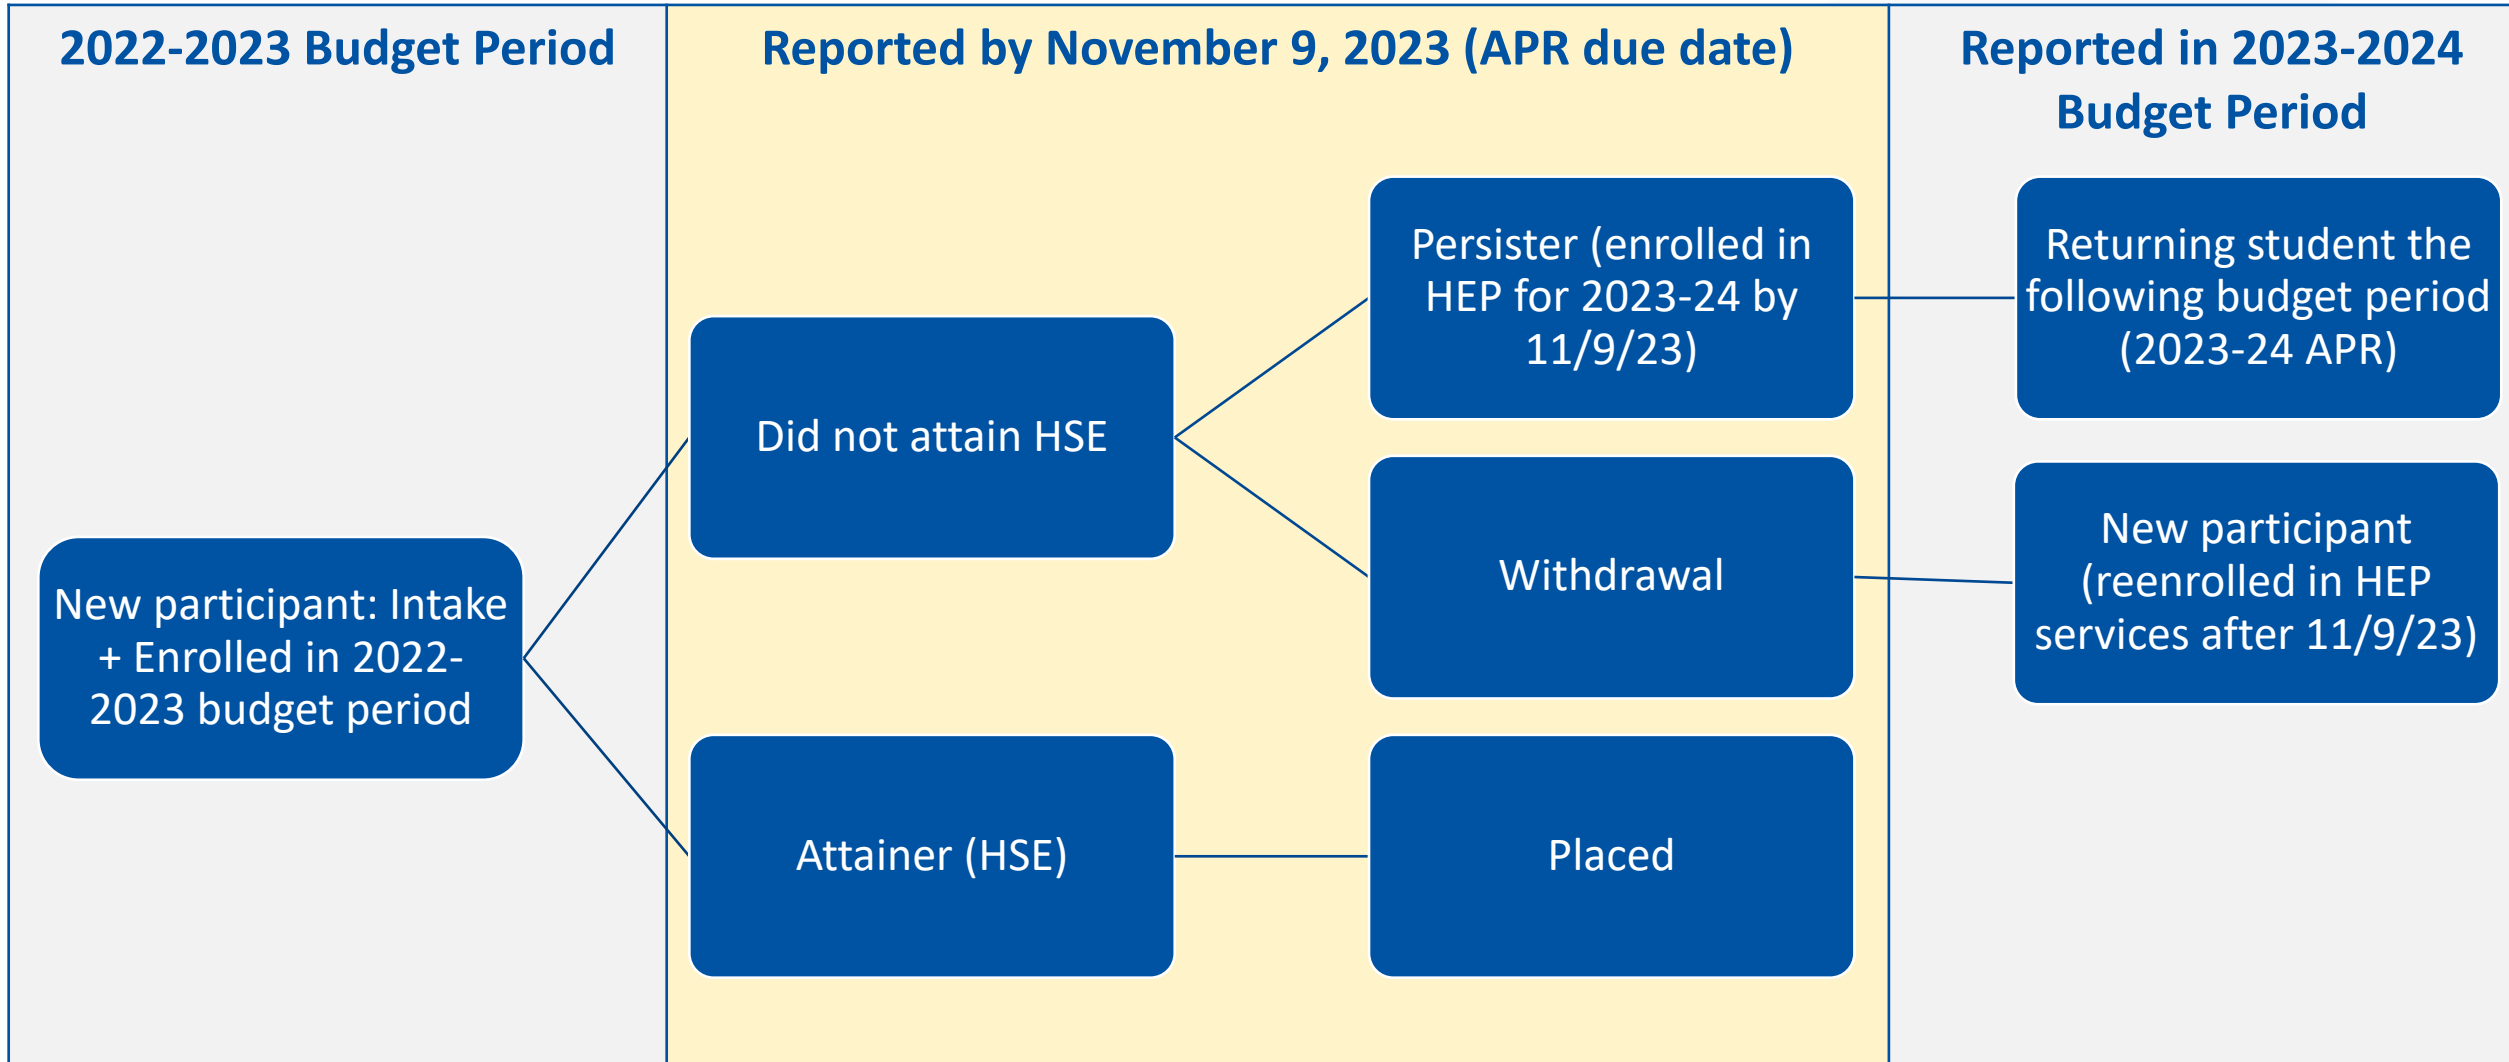 2022-2023 Budget Period
Reported by November 9, 2023 (APR due date)
Reported in 2023-2024
Budget Period
New participant: Intake
+ Enrolled in 2022-
2023 budget period
Did not attain HSE
Attainer (HSE)
Persister (enrolled in
HEP for 2023-24 by
11/9/23)
Withdrawal
Placed
Returning student the
following budget period
(2023-24 APR)
New participant
(reenrolled in HEP
services after 11/9/23)